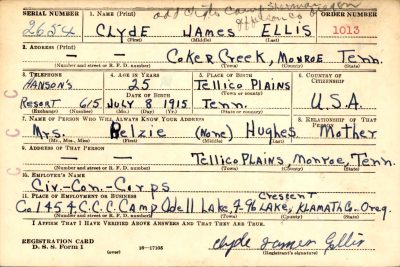 SERIAL NUMBER 1. NAME (Print) ORDER NUMBER
2654 CLYDE JAMES ELLIS 1013
(First) (Middle) (Last)
2. ADDRESS (Print)
— — COKER CREEK, MONROE TENN.
(Number and street or R. F. D. number) (Town) (County) (State)
3. TELEPHONE 4. AGE IN YEARS 5. PLACE OF BIRTH 6. COUNTRY OF CITIZENSHIP
HANSON'S 25 TELLICO PLAINS
DATE OF BIRTH (Town or county)
RESORT 615 JULY 8 1915 TENN. U.S.A.
(Exchange) (Number) (Mo.) (Day) (Yr.) (State or country)
7. NAME OF PERSON WHO WILL ALWAYS KNOW YOUR ADDRESS 8. RELATIONSHIP OF THAT PERSON
Mrs. Relzie (None) Hughes Mother
(Mr., Mrs., Miss) (First) (Middle) (Last)
9. ADDRESS OF THAT PERSON
— — TELLICO PLAINS, Monroe, Tenn.
(Number and street or R. F. D. number) (Town) (County) (State)
10. EMPLOYER'S NAME
Civ.-Con.-Corps
11. PLACE OF EMPLOYMENT OR BUSINESS Crescent
Co 1454 C.C.C. Camp Odell Lake, F-96 LAKE, KLAMATH Co. Oreg.
(Number and street or R. F. D. number) (Town) (County) (State)
I AFFIRM THAT I HAVE VERIFIED ABOVE ANSWERS AND THAT THEY ARE TRUE.
REGISTRATION CARD
D. S. S. Form 1 (over) 16—17105 Clyde James Ellis
C C C